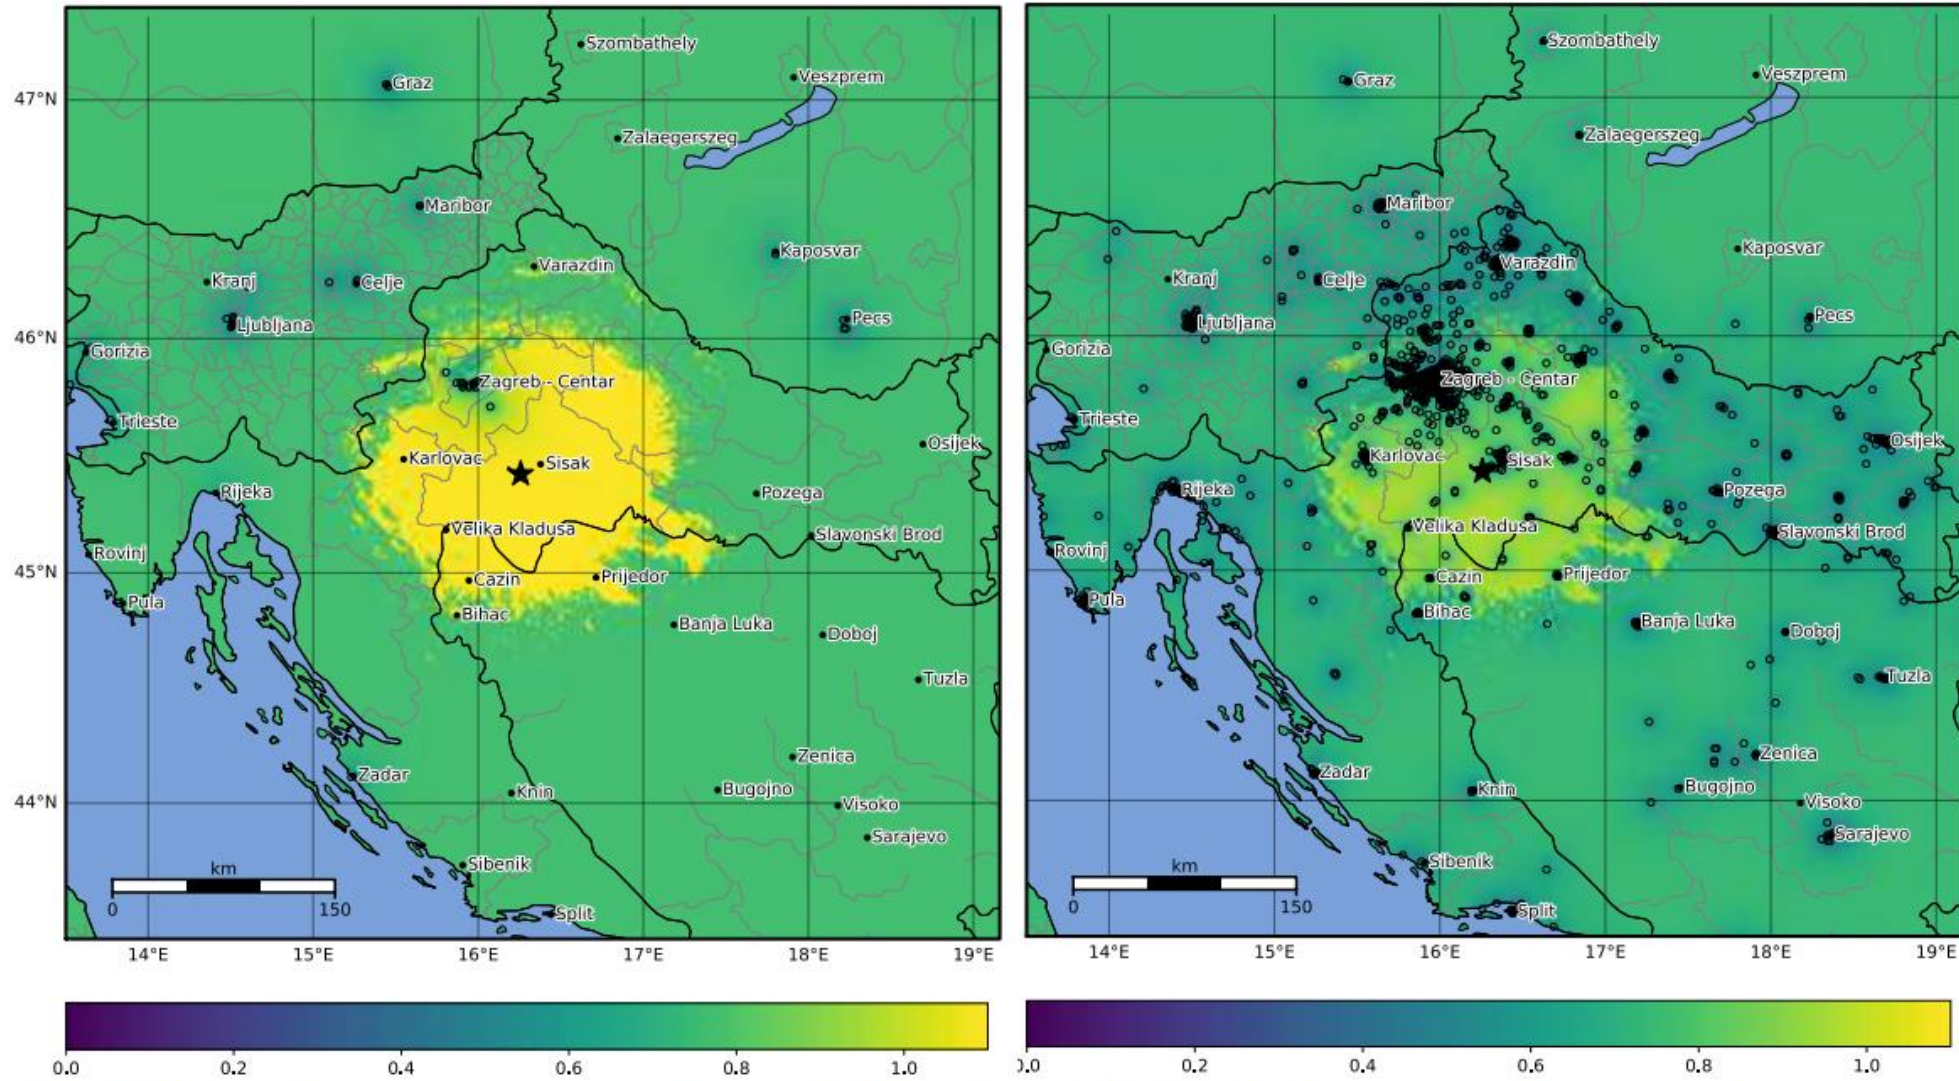 Szombathely
Graz
Veszprem
47°N
Zalaegerszeg
Maribor
Kaposvar
Varazdin
Kranj
Celje
Ljubljana
Pecs
46°N
Gorizia
Zagreb - Centar
Trieste
Osijek
Karlovac
Sisak
Rijeka
Pozega
Velika Kladusa
Slavonski Brod
Rovinj
45°N
Cazin
Prijedor
Pula
Bihac
Banja Luka
Doboj
Tuzla
Zenica
Zadar
Knin
Bugojno
44°N
Visoko
Sarajevo
Sibenik
km
0 150
Split
14°E 15°E 16°E 17°E 18°E 19°E
0.0 0.2 0.4 0.6 0.8 1.0
Szombathely
Graz
Veszprem
Zalaegerszeg
Maribor
Kaposvar
Varazdin
Kranj
Celje
Ljubljana
Pecs
Gorizia
Zagreb - Centar
Trieste
Osijek
Karlovac
Sisak
Rijeka
Pozega
Velika Kladusa
Slavonski Brod
Rovinj
Cazin
Prijedor
Pula
Bihac
Banja Luka
Doboj
Tuzla
Zenica
Zadar
Knin
Bugojno
Visoko
Sarajevo
Sibenik
km
0 150
Split
14°E 15°E 16°E 17°E 18°E 19°E
.0 0.2 0.4 0.6 0.8 1.0